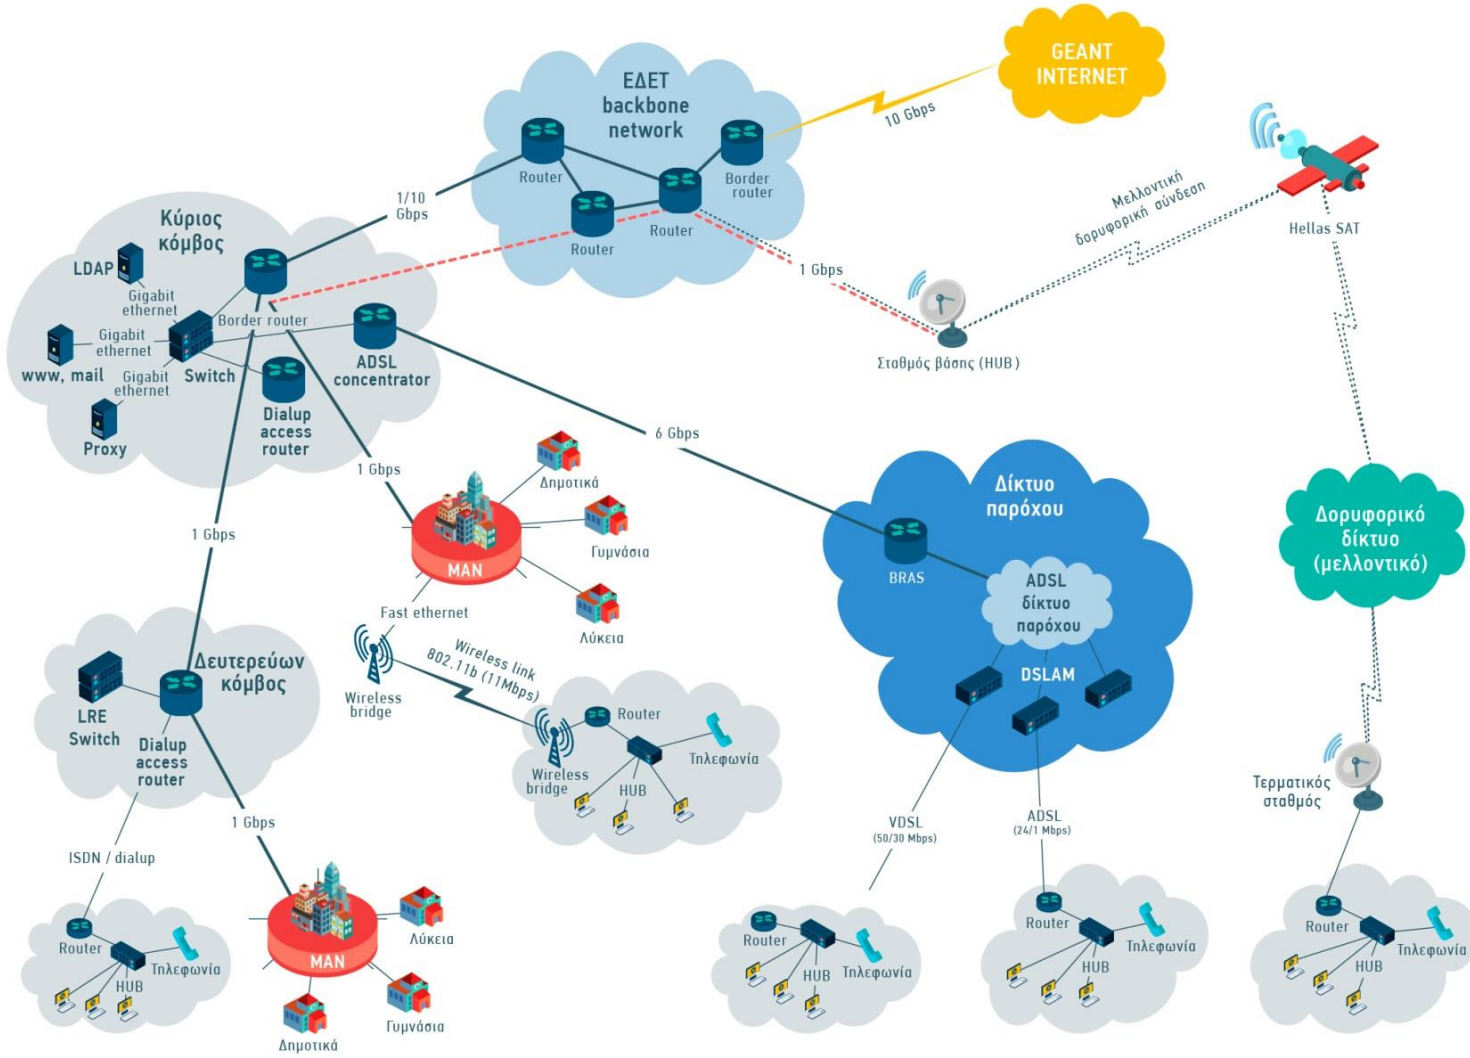 GEANT
INTERNET
10 Gbps
ΕΔΕΤ
backbone
network
Router
Border
router
Router
Router
1/10
Gbps
Κύριος
κόμβος
LDAP
Gigabit
ethernet
Border router
Gigabit
ethernet
www, mail
Gigabit
ethernet
Switch
ADSL
concentrator
Proxy
Dialup
access
router
1 Gbps
Σταθμός βάσης (HUB)
Μελλοντική
δορυφορική σύνδεση
Hellas SAT
6 Gbps
1 Gbps
1 Gbps
Δημοτικά
Γυμνάσια
Λύκεια
MAN
Fast ethernet
Wireless
bridge
Wireless link
802.11b (11Mbps)
Router
Τηλεφωνία
Wireless
bridge
HUB
Δίκτυο
παρόχου
BRAS
ADSL
δίκτυο
παρόχου
DSLAM
VDSL
(50/30 Mbps)
ADSL
(24/1 Mbps)
Δορυφορικό
δίκτυο
(μελλοντικό)
Τερματικός
σταθμός
Δευτερεύων
κόμβος
LRE
Switch
Dialup
access
router
1 Gbps
ISDN / dialup
Router
HUB
Τηλεφωνία
MAN
Λύκεια
Γυμνάσια
Δημοτικά
Router
HUB
Τηλεφωνία
Router
HUB
Τηλεφωνία
Router
HUB
Τηλεφωνία